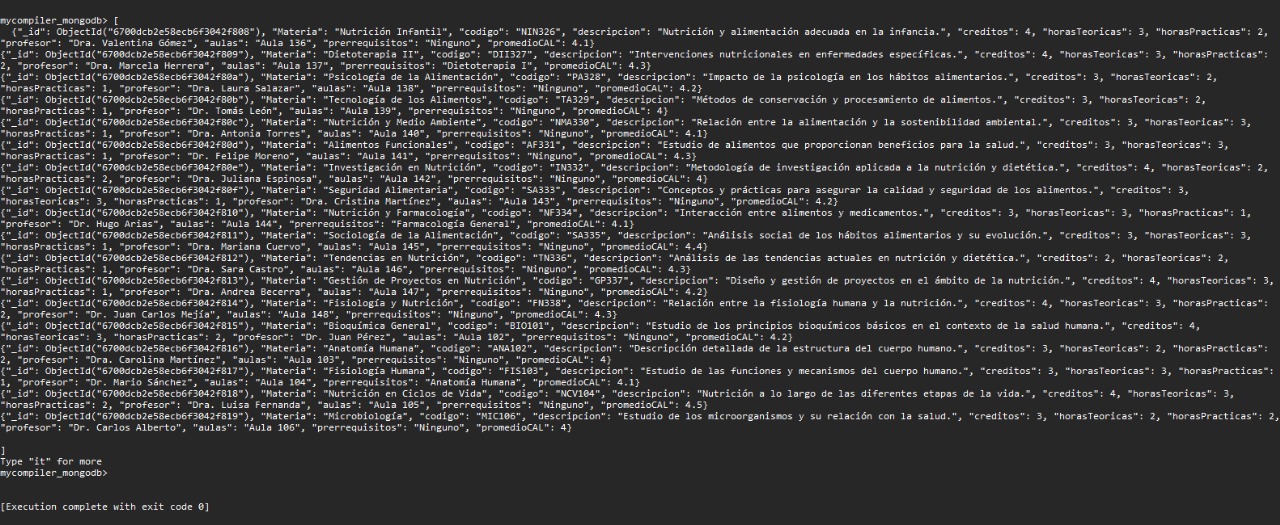 mycompiler_mongodb> [
{"_id": ObjectId("6700dcb2e58ecb6f3042f808"), "Materia": "Nutrición Infantil", "codigo": "NIN326", "descripcion": "Nutrición y alimentación adecuada en la infancia.", "creditos": 4, "horasTeoricas": 3, "horasPracticas": 2,
"profesor": "Dra. Valentina Gómez", "aulas": "Aula 136", "prerrequisitos": "Ninguno", "promedioCAL": 4.1}
{"_id": ObjectId("6700dcb2e58ecb6f3042f809"), "Materia": "Dietoterapia II", "codigo": "DII327", "descripcion": "Intervenciones nutricionales en enfermedades específicas.", "creditos": 4, "horasTeoricas": 3, "horasPracticas":
2, "profesor": "Dra. Marcela Herrera", "aulas": "Aula 137", "prerrequisitos": "Dietoterapia I", "promedioCAL": 4.3}
{"_id": ObjectId("6700dcb2e58ecb6f3042f80a"), "Materia": "Psicología de la Alimentación", "codigo": "PA328", "descripcion": "Impacto de la psicología en los hábitos alimentarios.", "creditos": 3, "horasTeoricas": 2,
"horasPracticas": 1, "profesor": "Dra. Laura Salazar", "aulas": "Aula 138", "prerrequisitos": "Ninguno", "promedioCAL": 4.2}
{"_id": ObjectId("6700dcb2e58ecb6f3042f80b"), "Materia": "Tecnología de los Alimentos", "codigo": "TA329", "descripcion": "Métodos de conservación y procesamiento de alimentos.", "creditos": 3, "horasTeoricas": 2,
"horasPracticas": 1, "profesor": "Dr. Tomás León", "aulas": "Aula 139", "prerrequisitos": "Ninguno", "promedioCAL": 4}
{"_id": ObjectId("6700dcb2e58ecb6f3042f80c"), "Materia": "Nutrición y Medio Ambiente", "codigo": "NMA330", "descripcion": "Relación entre la alimentación y la sostenibilidad ambiental.", "creditos": 3, "horasTeoricas": 3,
"horasPracticas": 1, "profesor": "Dra. Antonia Torres", "aulas": "Aula 140", "prerrequisitos": "Ninguno", "promedioCAL": 4.1}
{"_id": ObjectId("6700dcb2e58ecb6f3042f80d"), "Materia": "Alimentos Funcionales", "codigo": "AF331", "descripcion": "Estudio de alimentos que proporcionan beneficios para la salud.", "creditos": 3, "horasTeoricas": 3,
"horasPracticas": 1, "profesor": "Dr. Felipe Moreno", "aulas": "Aula 141", "prerrequisitos": "Ninguno", "promedioCAL": 4.3}
{"_id": ObjectId("6700dcb2e58ecb6f3042f80e"), "Materia": "Investigación en Nutrición", "codigo": "IN332", "descripcion": "Metodología de investigación aplicada a la nutrición y dietética.", "creditos": 4, "horasTeoricas": 2,
"horasPracticas": 2, "profesor": "Dra. Juliana Espinosa", "aulas": "Aula 142", "prerrequisitos": "Ninguno", "promedioCAL": 4}
{"_id": ObjectId("6700dcb2e58ecb6f3042f80f"), "Materia": "Seguridad Alimentaria", "codigo": "SA333", "descripcion": "Conceptos y prácticas para asegurar la calidad y seguridad de los alimentos.", "creditos": 3,
"horasTeoricas": 3, "horasPracticas": 1, "profesor": "Dra. Cristina Martínez", "aulas": "Aula 143", "prerrequisitos": "Ninguno", "promedioCAL": 4.2}
{"_id": ObjectId("6700dcb2e58ecb6f3042f810"), "Materia": "Nutrición y Farmacología", "codigo": "NF334", "descripcion": "Interacción entre alimentos y medicamentos.", "creditos": 3, "horasTeoricas": 3, "horasPracticas": 1,
"profesor": "Dr. Hugo Arias", "aulas": "Aula 144", "prerrequisitos": "Farmacología General", "promedioCAL": 4.1}
{"_id": ObjectId("6700dcb2e58ecb6f3042f811"), "Materia": "Sociología de la Alimentación", "codigo": "SA335", "descripcion": "Análisis social de los hábitos alimentarios y su evolución.", "creditos": 3, "horasTeoricas": 3,
"horasPracticas": 1, "profesor": "Dra. Mariana Cuervo", "aulas": "Aula 145", "prerrequisitos": "Ninguno", "promedioCAL": 4.4}
{"_id": ObjectId("6700dcb2e58ecb6f3042f812"), "Materia": "Tendencias en Nutrición", "codigo": "TN336", "descripcion": "Análisis de las tendencias actuales en nutrición y dietética.", "creditos": 2, "horasTeoricas": 2,
"horasPracticas": 1, "profesor": "Dra. Sara Castro", "aulas": "Aula 146", "prerrequisitos": "Ninguno", "promedioCAL": 4.3}
{"_id": ObjectId("6700dcb2e58ecb6f3042f813"), "Materia": "Gestión de Proyectos en Nutrición", "codigo": "GP337", "descripcion": "Diseño y gestión de proyectos en el ámbito de la nutrición.", "creditos": 4, "horasTeoricas": 3,
"horasPracticas": 1, "profesor": "Dra. Andrea Becerra", "aulas": "Aula 147", "prerrequisitos": "Ninguno", "promedioCAL": 4.2}
{"_id": ObjectId("6700dcb2e58ecb6f3042f814"), "Materia": "Fisiología y Nutrición", "codigo": "FN338", "descripcion": "Relación entre la fisiología humana y la nutrición.", "creditos": 4, "horasTeoricas": 3, "horasPracticas":
2, "profesor": "Dr. Juan Carlos Mejía", "aulas": "Aula 148", "prerrequisitos": "Ninguno", "promedioCAL": 4.3}
{"_id": ObjectId("6700dcb2e58ecb6f3042f815"), "Materia": "Bioquímica General", "codigo": "BIO101", "descripcion": "Estudio de los principios bioquímicos básicos en el contexto de la salud humana.", "creditos": 4,
"horasTeoricas": 3, "horasPracticas": 2, "profesor": "Dr. Juan Pérez", "aulas": "Aula 102", "prerrequisitos": "Ninguno", "promedioCAL": 4.2}
{"_id": ObjectId("6700dcb2e58ecb6f3042f816"), "Materia": "Anatomía Humana", "codigo": "ANA102", "descripcion": "Descripción detallada de la estructura del cuerpo humano.", "creditos": 3, "horasTeoricas": 2, "horasPracticas":
2, "profesor": "Dra. Carolina Martínez", "aulas": "Aula 103", "prerrequisitos": "Ninguno", "promedioCAL": 4}
{"_id": ObjectId("6700dcb2e58ecb6f3042f817"), "Materia": "Fisiología Humana", "codigo": "FIS103", "descripcion": "Estudio de las funciones y mecanismos del cuerpo humano.", "creditos": 3, "horasTeoricas": 3, "horasPracticas":
1, "profesor": "Dr. Mario Sánchez", "aulas": "Aula 104", "prerrequisitos": "Anatomía Humana", "promedioCAL": 4.1}
{"_id": ObjectId("6700dcb2e58ecb6f3042f818"), "Materia": "Nutrición en Ciclos de Vida", "codigo": "NCV104", "descripcion": "Nutrición a lo largo de las diferentes etapas de la vida.", "creditos": 4, "horasTeoricas": 3,
"horasPracticas": 2, "profesor": "Dra. Luisa Fernanda", "aulas": "Aula 105", "prerrequisitos": "Ninguno", "promedioCAL": 4.5}
{"_id": ObjectId("6700dcb2e58ecb6f3042f819"), "Materia": "Microbiología", "codigo": "MIC106", "descripcion": "Estudio de los microorganismos y su relación con la salud.", "creditos": 3, "horasTeoricas": 2, "horasPracticas": 2,
"profesor": "Dr. Carlos Alberto", "aulas": "Aula 106", "prerrequisitos": "Ninguno", "promedioCAL": 4}
]
Type "it" for more
mycompiler_mongodb>
[Execution complete with exit code 0]